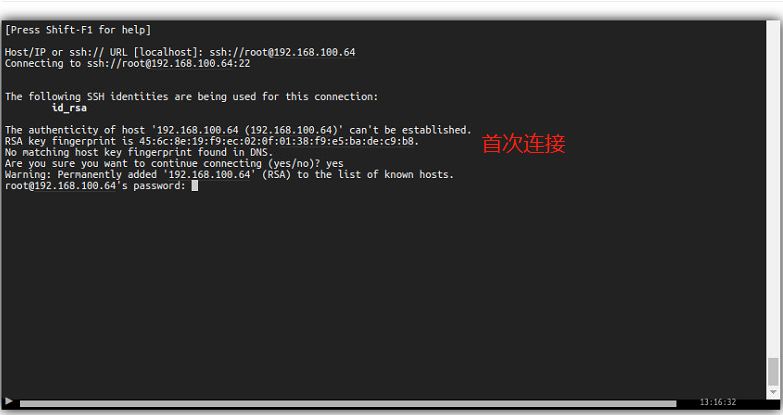 [Press Shift-F1 for help]
Host/IP or ssh:// URL [localhost]: ssh://root@192.168.100.64
Connecting to ssh://root@192.168.100.64:22
The following SSH identities are being used for this connection:
id_rsa
The authenticity of host '192.168.100.64 (192.168.100.64)' can't be established.
RSA key fingerprint is 45:6c:8e:19:f9:ec:02:0f:01:38:f9:e5:ba:de:c9:b8.
首次连接
No matching host key fingerprint found in DNS.
Are you sure you want to continue connecting (yes/no)? yes
Warning: Permanently added '192.168.100.64' (RSA) to the list of known hosts.
root@192.168.100.64's password:
13:16:32